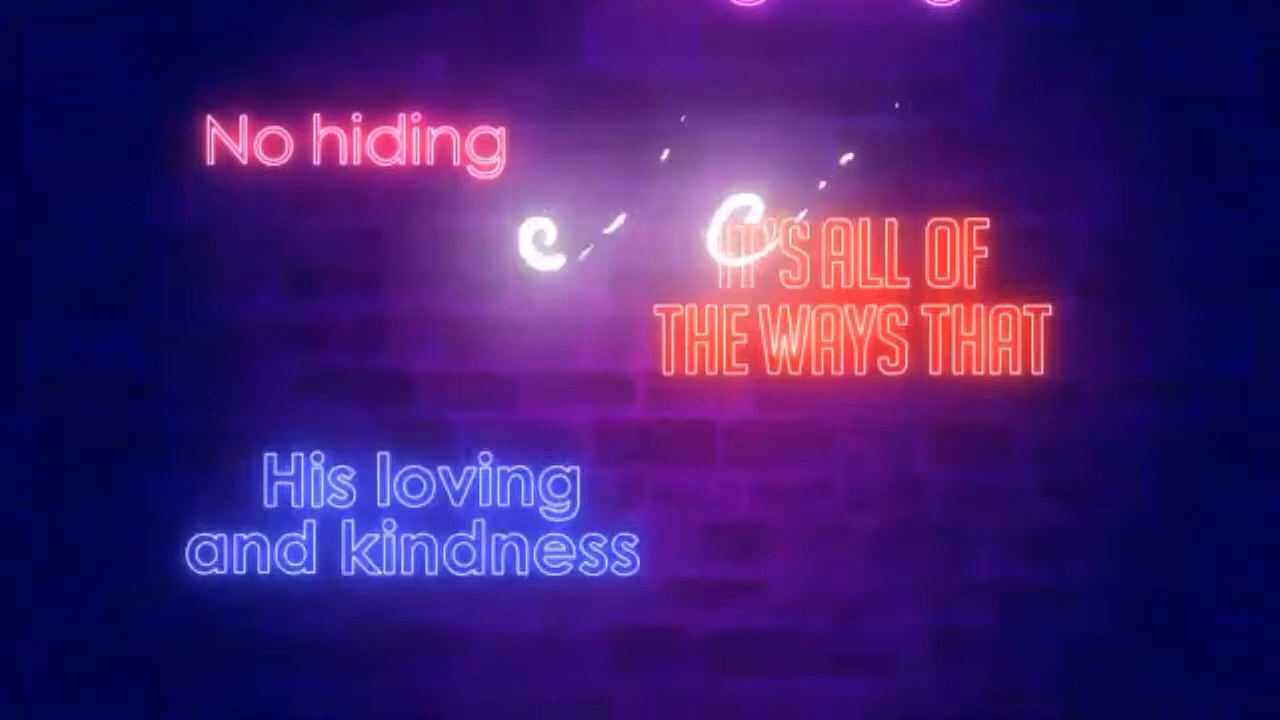 No hiding
IT'S ALL OF
THE WAYS THAT
His loving
and kindness